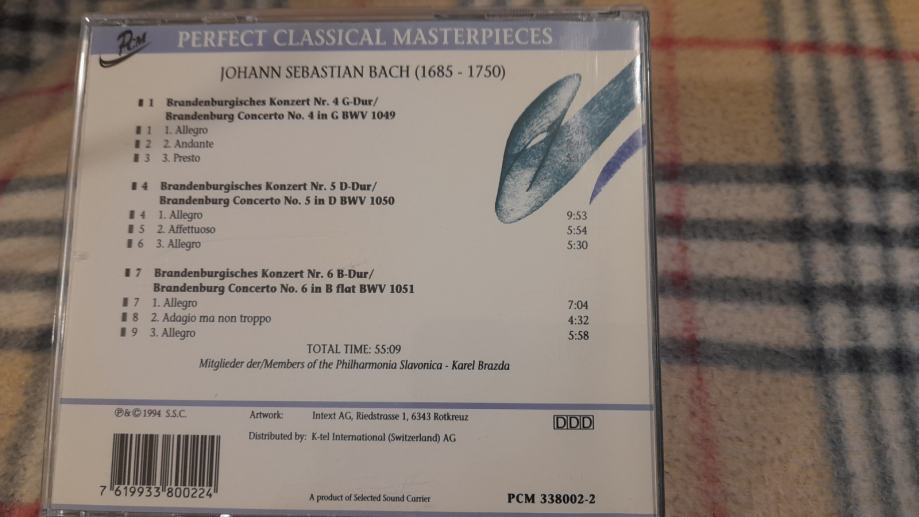 PCM PERFECT CLASSICAL MASTERPIECES
JOHANN SEBASTIAN BACH (1685 - 1750)
1 Brandenburgisches Konzert Nr. 4 G-Dur/
Brandenburg Concerto No. 4 in G BWV 1049
1 1. Allegro
2 2. Andante
3 3. Presto
4 Brandenburgisches Konzert Nr. 5 D-Dur/
Brandenburg Concerto No. 5 in D BWV 1050
4 1. Allegro 9:53
5 2. Affettuoso 5:54
6 3. Allegro 5:30
7 Brandenburgisches Konzert Nr. 6 B-Dur/
Brandenburg Concerto No. 6 in B flat BWV 1051
7 1. Allegro 7:04
8 2. Adagio ma non troppo 4:32
9 3. Allegro 5:58
TOTAL TIME: 55:09
Mitglieder der/Members of the Philharmonia Slavonica - Karel Brazda
℗&©1994 S.S.C. Artwork: Intext AG, Riedstrasse 1, 6343 Rotkreuz DDD
Distributed by: K-tel International (Switzerland) AG
7 619933 800224
A product of Selected Sound Carrier PCM 338002-2